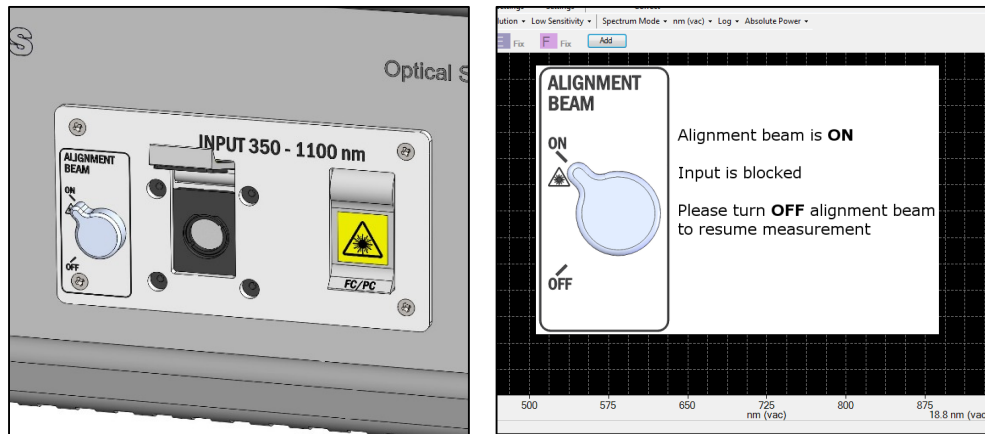 S
Optical S
INPUT 350 - 1100 nm
ALIGNMENT
BEAM
ON
OFF
FC/PC
ution
Low Sensitivity
Spectrum Mode
nm (vac)
Log
Absolute Power
Fix
F
Fix
Add
ALIGNMENT
BEAM
ON
OFF
Alignment beam is ON
Input is blocked
Please turn OFF alignment beam
to resume measurement
500
575
650
725
800
875
nm (vac)
18.8 nm (vac